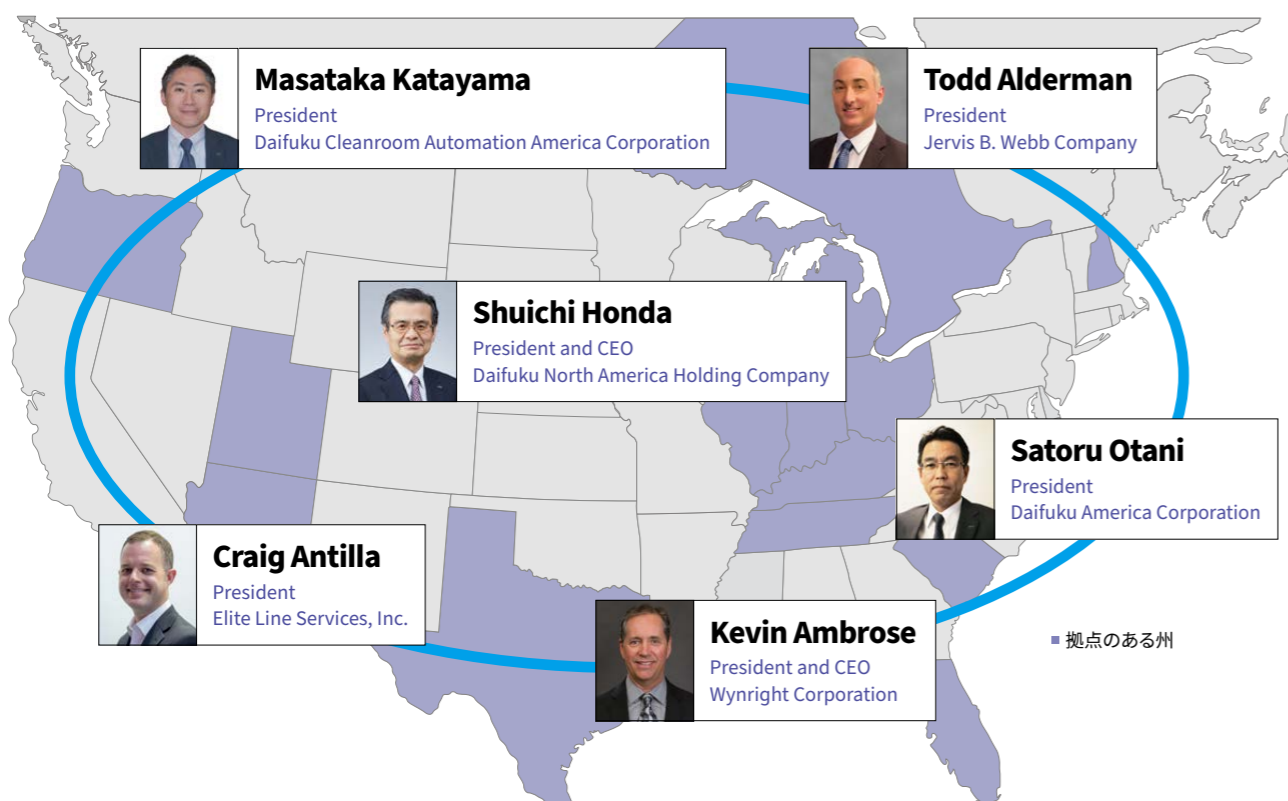 Masataka Katayama
President
Daifuku Cleanroom Automation America Corporation
Todd Alderman
President
Jervis B. Webb Company
Shuichi Honda
President and CEO
Daifuku North America Holding Company
Satoru Otani
President
Daifuku America Corporation
Craig Antilla
President
Elite Line Services, Inc.
Kevin Ambrose
President and CEO
Wynright Corporation
拠点のある州